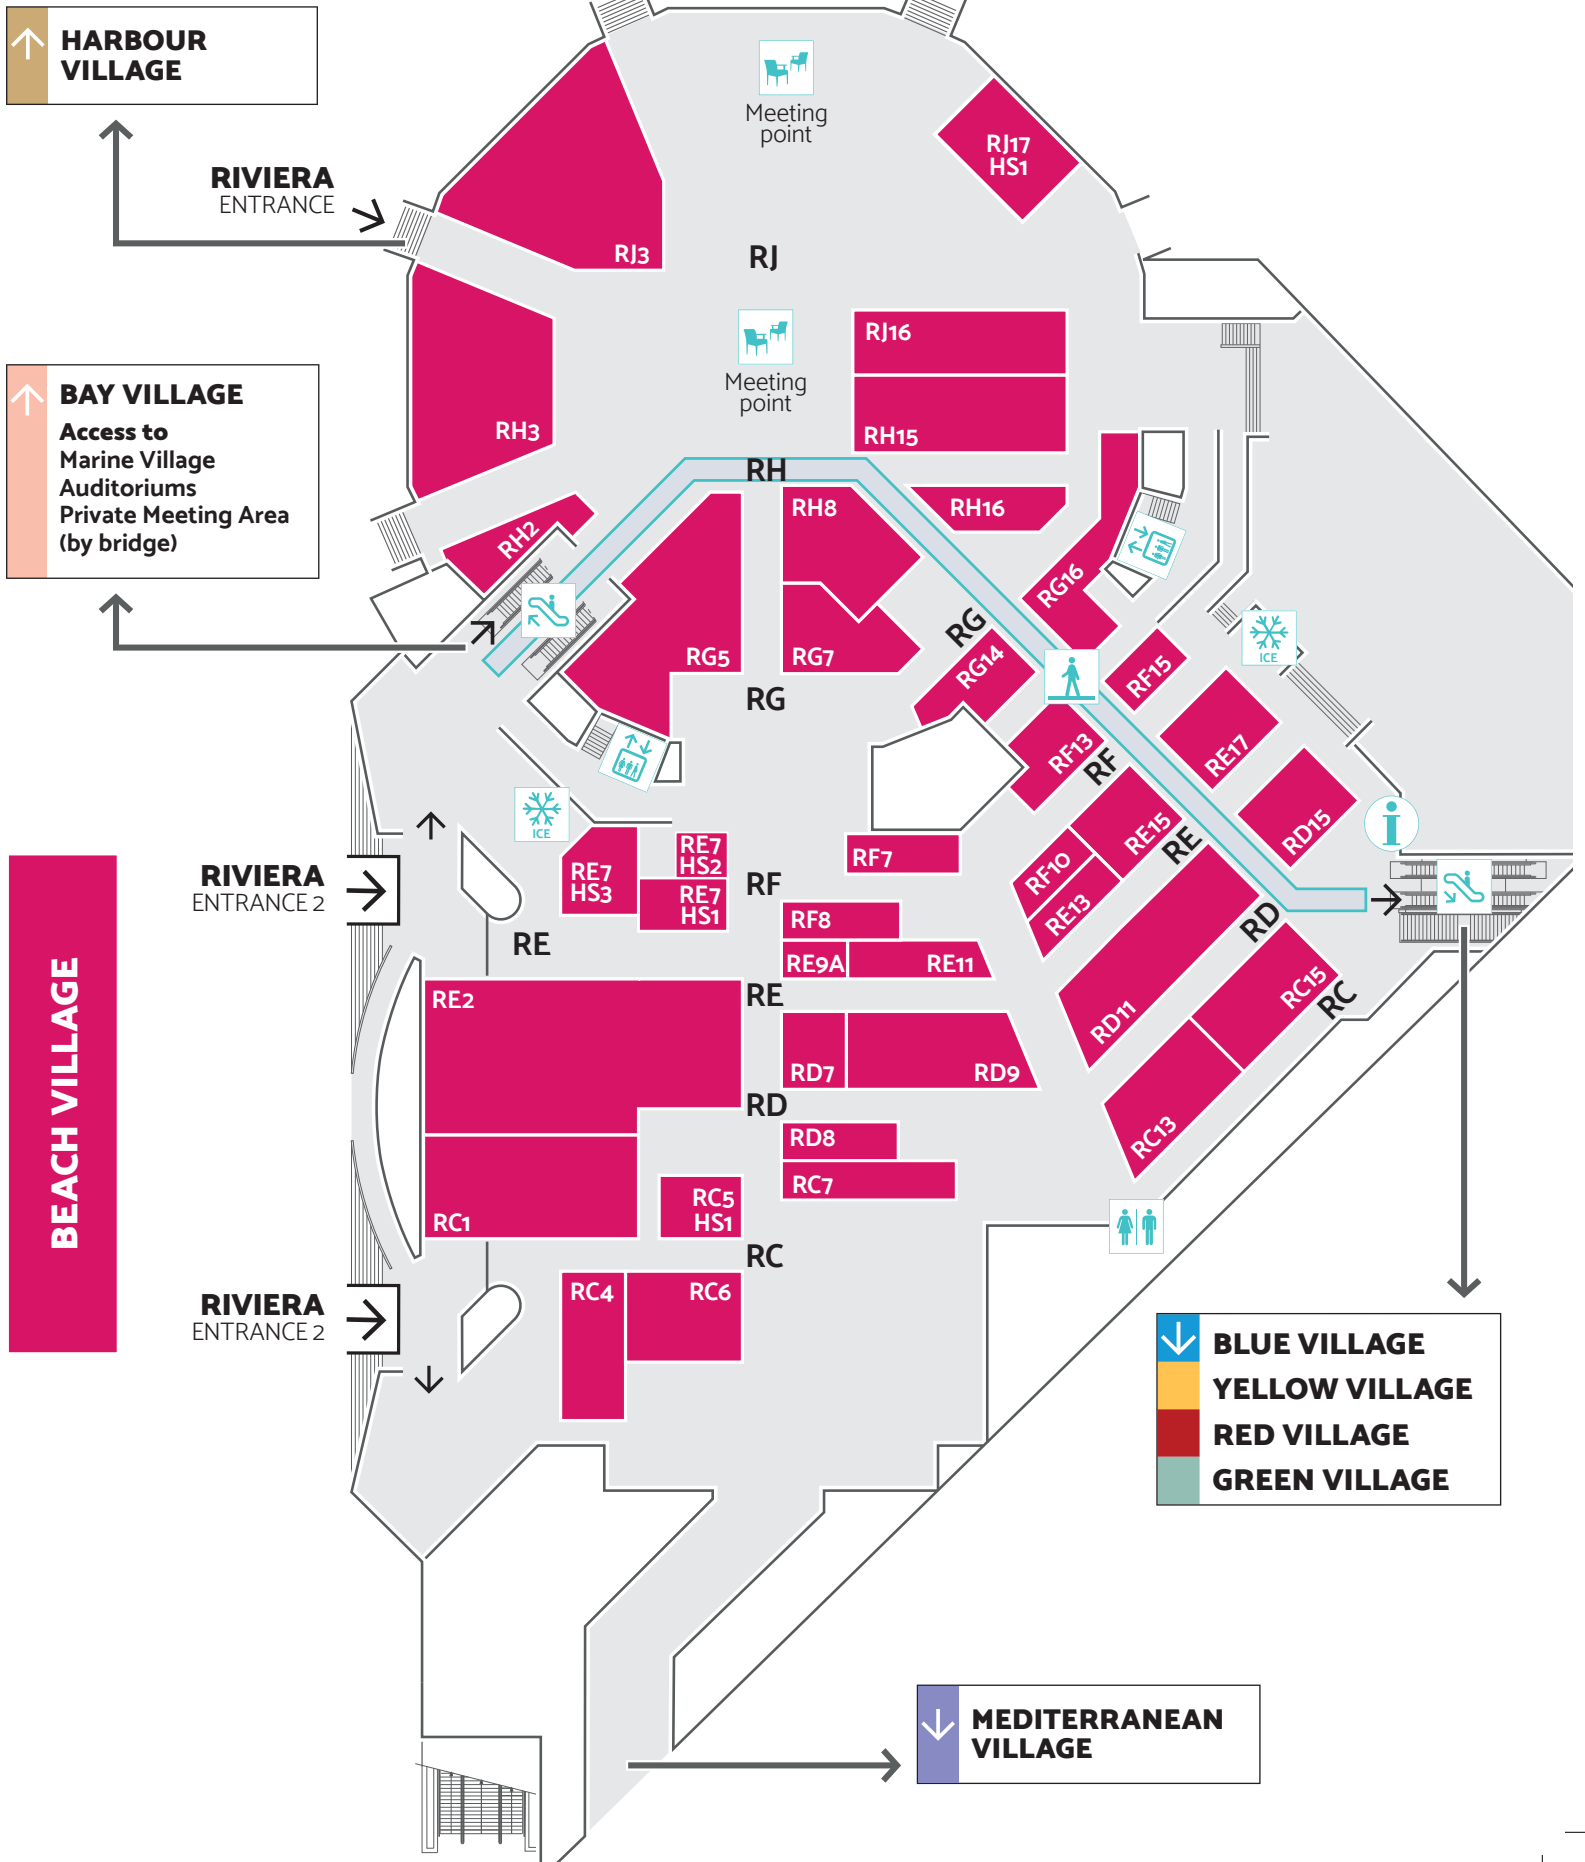 HARBOUR
VILLAGE
RIVIERA
ENTRANCE
Meeting
point
RJ17
HS1
RJ3
RJ
BAY VILLAGE
Access to
Marine Village
Auditoriums
Private Meeting Area
(by bridge)
Meeting
point
RJ16
RH15
RH3
RH
RH2
RH8
RH16
RG16
RG5
RG7
RG
RG14
RG
RF15
ICE
RF13
RF
RE17
RD15
ICE
RIVIERA
ENTRANCE 2
RE7
HS3
RE7
HS2
RE7
HS1
RF
RF7
RF8
RE9A
RE11
RF10
RE15
RE
RE13
RD
RE
RE2
RE
RD7
RD9
RD11
RC15
RC
RD
RD8
RC7
RC13
BEACH VILLAGE
RC1
RC5
HS1
RC
RC4
RC6
RIVIERA
ENTRANCE 2
BLUE VILLAGE
YELLOW VILLAGE
RED VILLAGE
GREEN VILLAGE
MEDITERRANEAN
VILLAGE